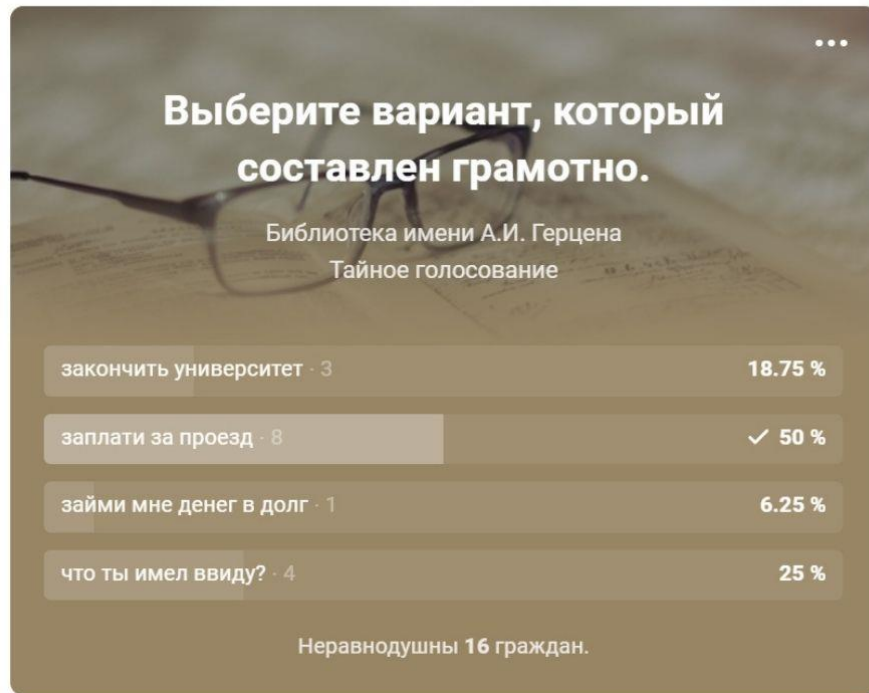 Выберите вариант, который
составлен грамотно.
Библиотека имени А.И. Герцена
Тайное голосование
закончить университет · 3 18.75 %
заплати за проезд · 8 50 %
займи мне денег в долг · 1 6.25 %
что ты имел ввиду? · 4 25 %
Неравнодушны 16 граждан.